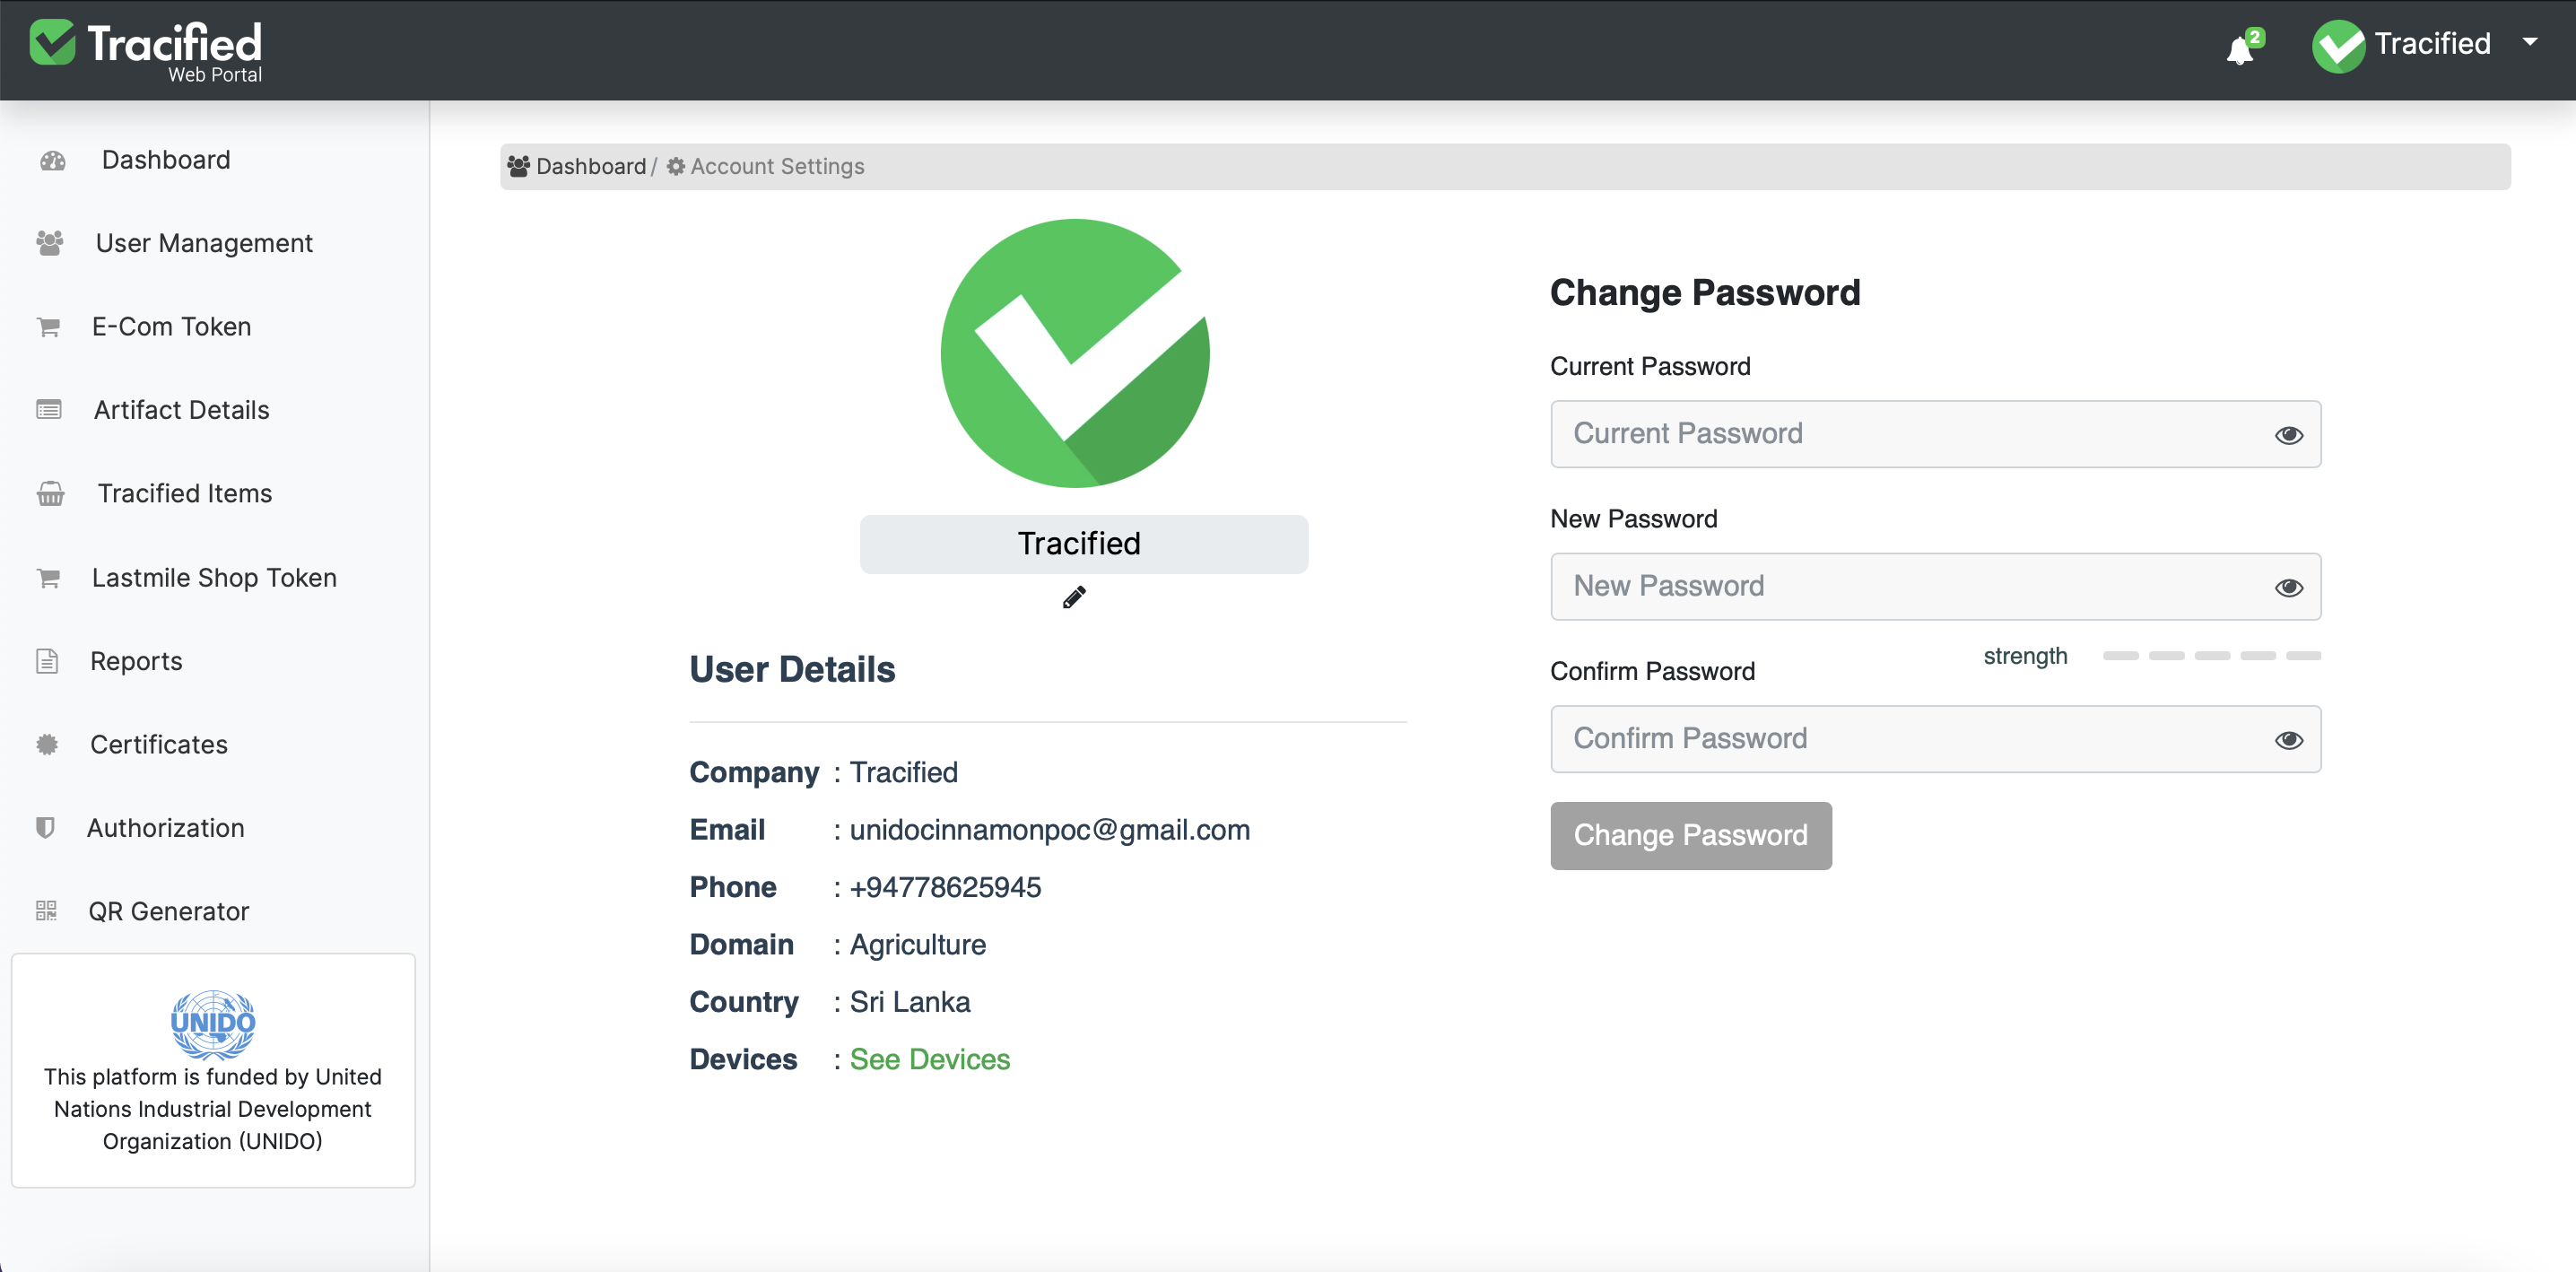 Tracified
Web Portal
2
Tracified
Dashboard
User Management
E-Com Token
Artifact Details
Tracified Items
Lastmile Shop Token
Reports
Certificates
Authorization
QR Generator
UNIDO
This platform is funded by United
Nations Industrial Development
Organization (UNIDO)
Dashboard / Account Settings
Tracified
User Details
Company : Tracified
Email : unidocinnamonpoc@gmail.com
Phone : +94778625945
Domain : Agriculture
Country : Sri Lanka
Devices : See Devices
Change Password
Current Password
Current Password
New Password
New Password
strength
Confirm Password
Confirm Password
Change Password